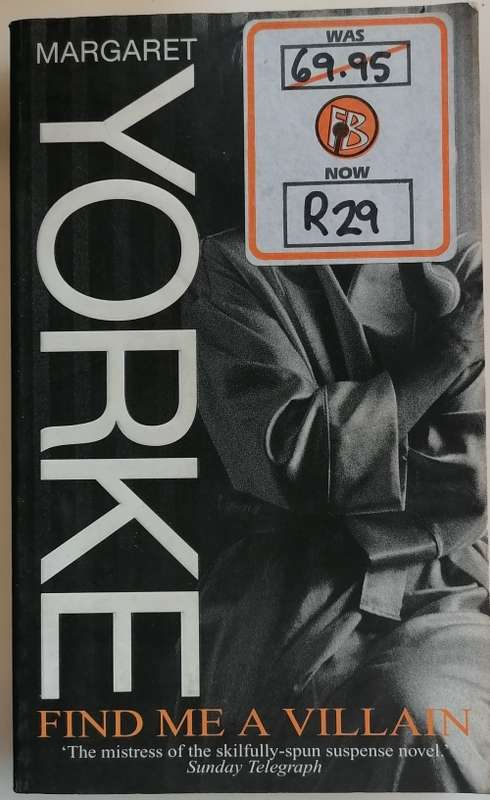 MARGARET
YORKE
WAS
69.95
FB
NOW
R29
FIND ME A VILLAIN
'The mistress of the skilfully-spun suspense novel.'
Sunday Telegraph